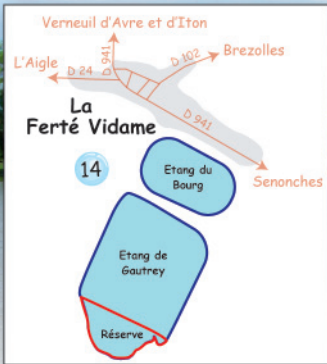 Verneuil d'Avre et d'Iton
D 941
D 102
Brezolles
L'Aigle
D 24
La
Ferté Vidame
D 941
14
Etang du
Bourg
Senonches
Etang de
Gautrey
Réserve